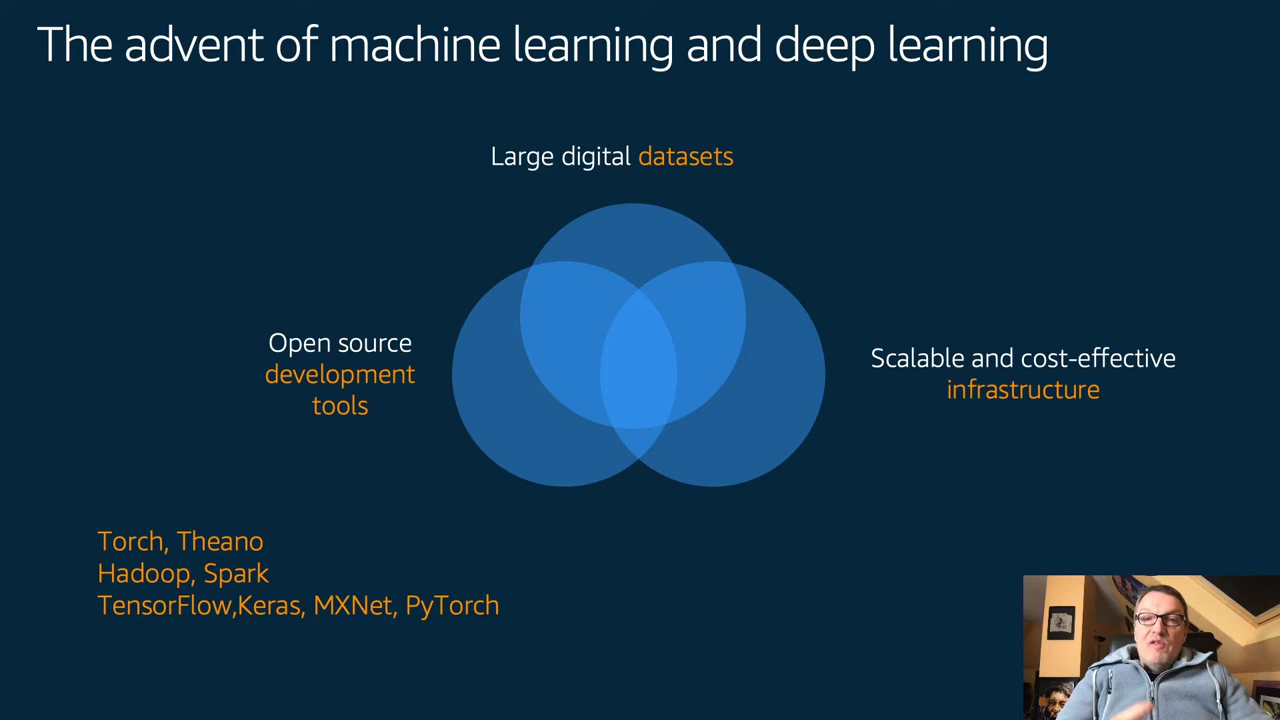 The advent of machine learning and deep learning
Large digital datasets
Open source
development
tools
Scalable and cost-effective
infrastructure
Torch, Theano
Hadoop, Spark
TensorFlow,Keras, MXNet, PyTorch